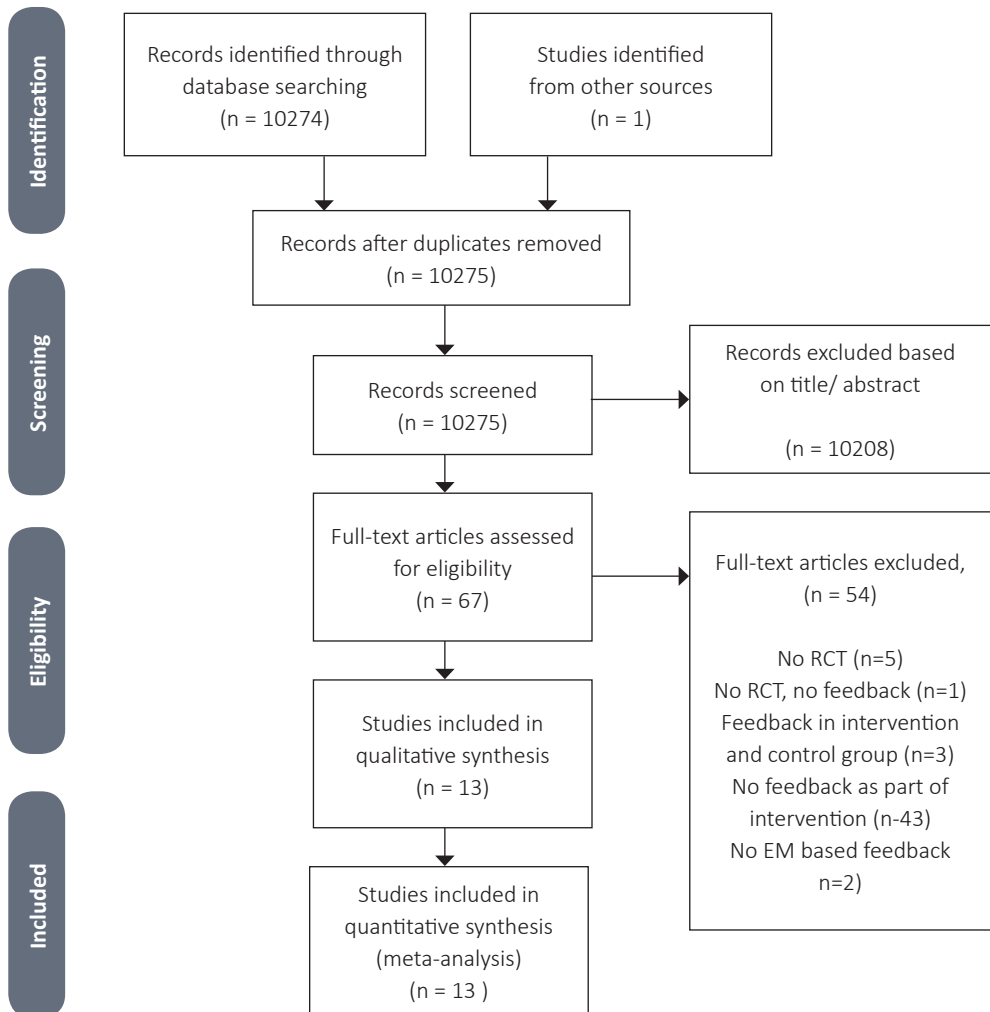 Identification
Records identified through
database searching
(n = 10274)
Studies identified
from other sources
(n = 1)
Records after duplicates removed
(n = 10275)
Screening
Records screened
(n = 10275)
Records excluded based
on title/ abstract
(n = 10208)
Eligibility
Full-text articles assessed
for eligibility
(n = 67)
Full-text articles excluded,
(n = 54)
No RCT (n=5)
No RCT, no feedback (n=1)
Feedback in intervention
and control group (n=3)
No feedback as part of
intervention (n-43)
No EM based feedback
n=2)
Studies included in
qualitative synthesis
(n = 13)
Included
Studies included in
quantitative synthesis
(meta-analysis)
(n = 13 )